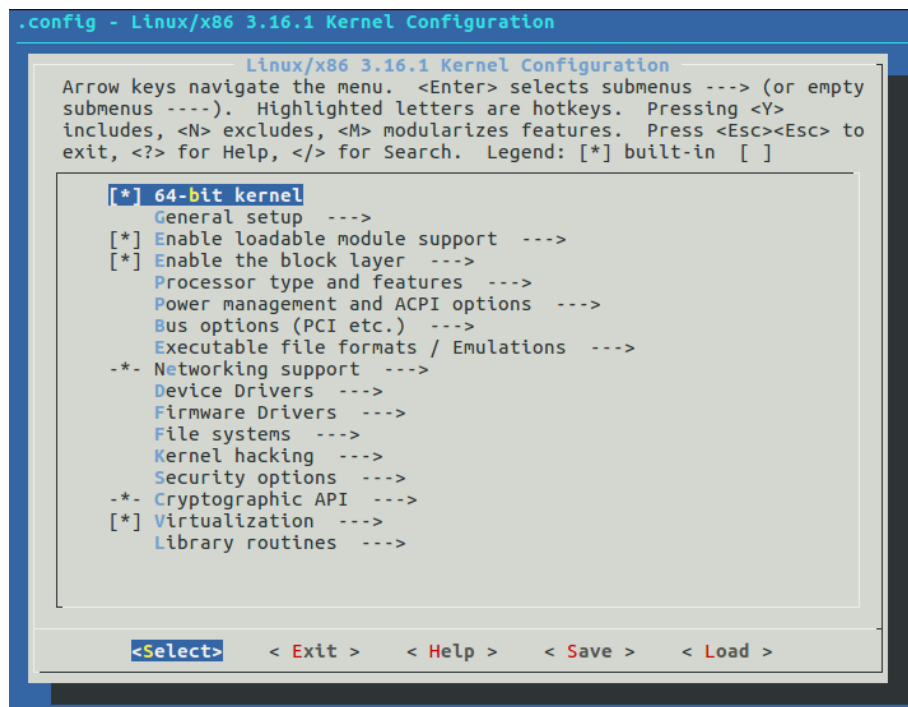 .config - Linux/x86 3.16.1 Kernel Configuration
Linux/x86 3.16.1 Kernel Configuration
Arrow keys navigate the menu.  <Enter> selects submenus ---> (or empty
submenus ----).  Highlighted letters are hotkeys.  Pressing <Y>
includes, <N> excludes, <M> modularizes features.  Press <Esc><Esc> to
exit, <?> for Help, </> for Search.  Legend: [*] built-in  [ ]
[*] 64-bit kernel
General setup  --->
[*] Enable loadable module support  --->
[*] Enable the block layer  --->
Processor type and features  --->
Power management and ACPI options  --->
Bus options (PCI etc.)  --->
Executable file formats / Emulations  --->
-*- Networking support  --->
Device Drivers  --->
Firmware Drivers  --->
File systems  --->
Kernel hacking  --->
Security options  --->
-*- Cryptographic API  --->
[*] Virtualization  --->
Library routines  --->
<Select>    < Exit >    < Help >    < Save >    < Load >